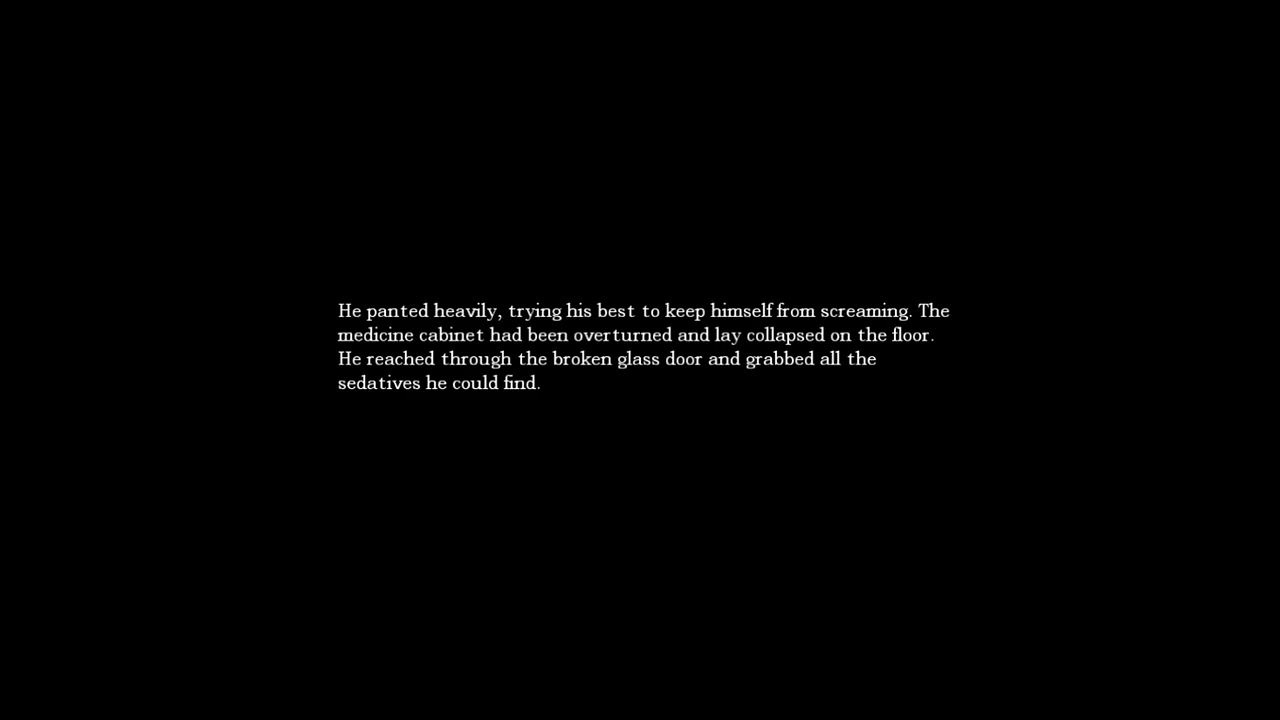 He panted heavily, trying his best to keep himself from screaming. The
medicine cabinet had been overturned and lay collapsed on the floor.
He reached through the broken glass door and grabbed all the
sedatives he could find.